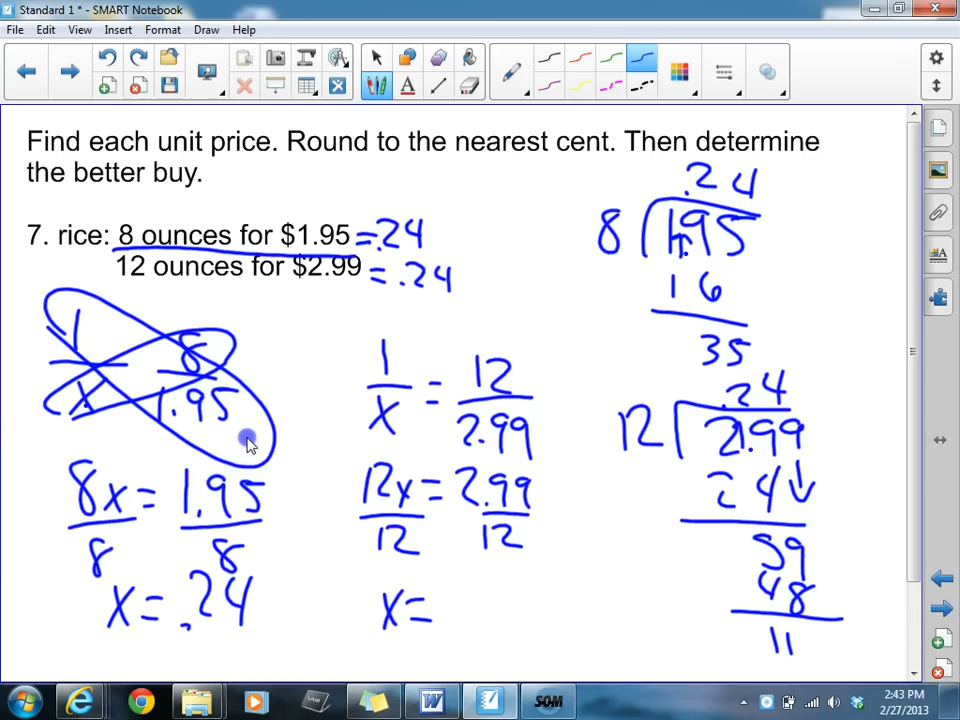 Standard 1 * - SMART Notebook
File Edit View Insert Format Draw Help
Find each unit price. Round to the nearest cent. Then determine
the better buy.
7. rice: 8 ounces for $1.95 = .24
12 ounces for $2.99 = .24
1 8
x 1.95
8x = 1.95
8 8
x = .24
1 = 12
x 2.99
12x = 2.99
12 12
x =
.24
8 1.95
16
35
.24
12 2.99
24
59
48
11
W SOM
2:43 PM
2/27/2013